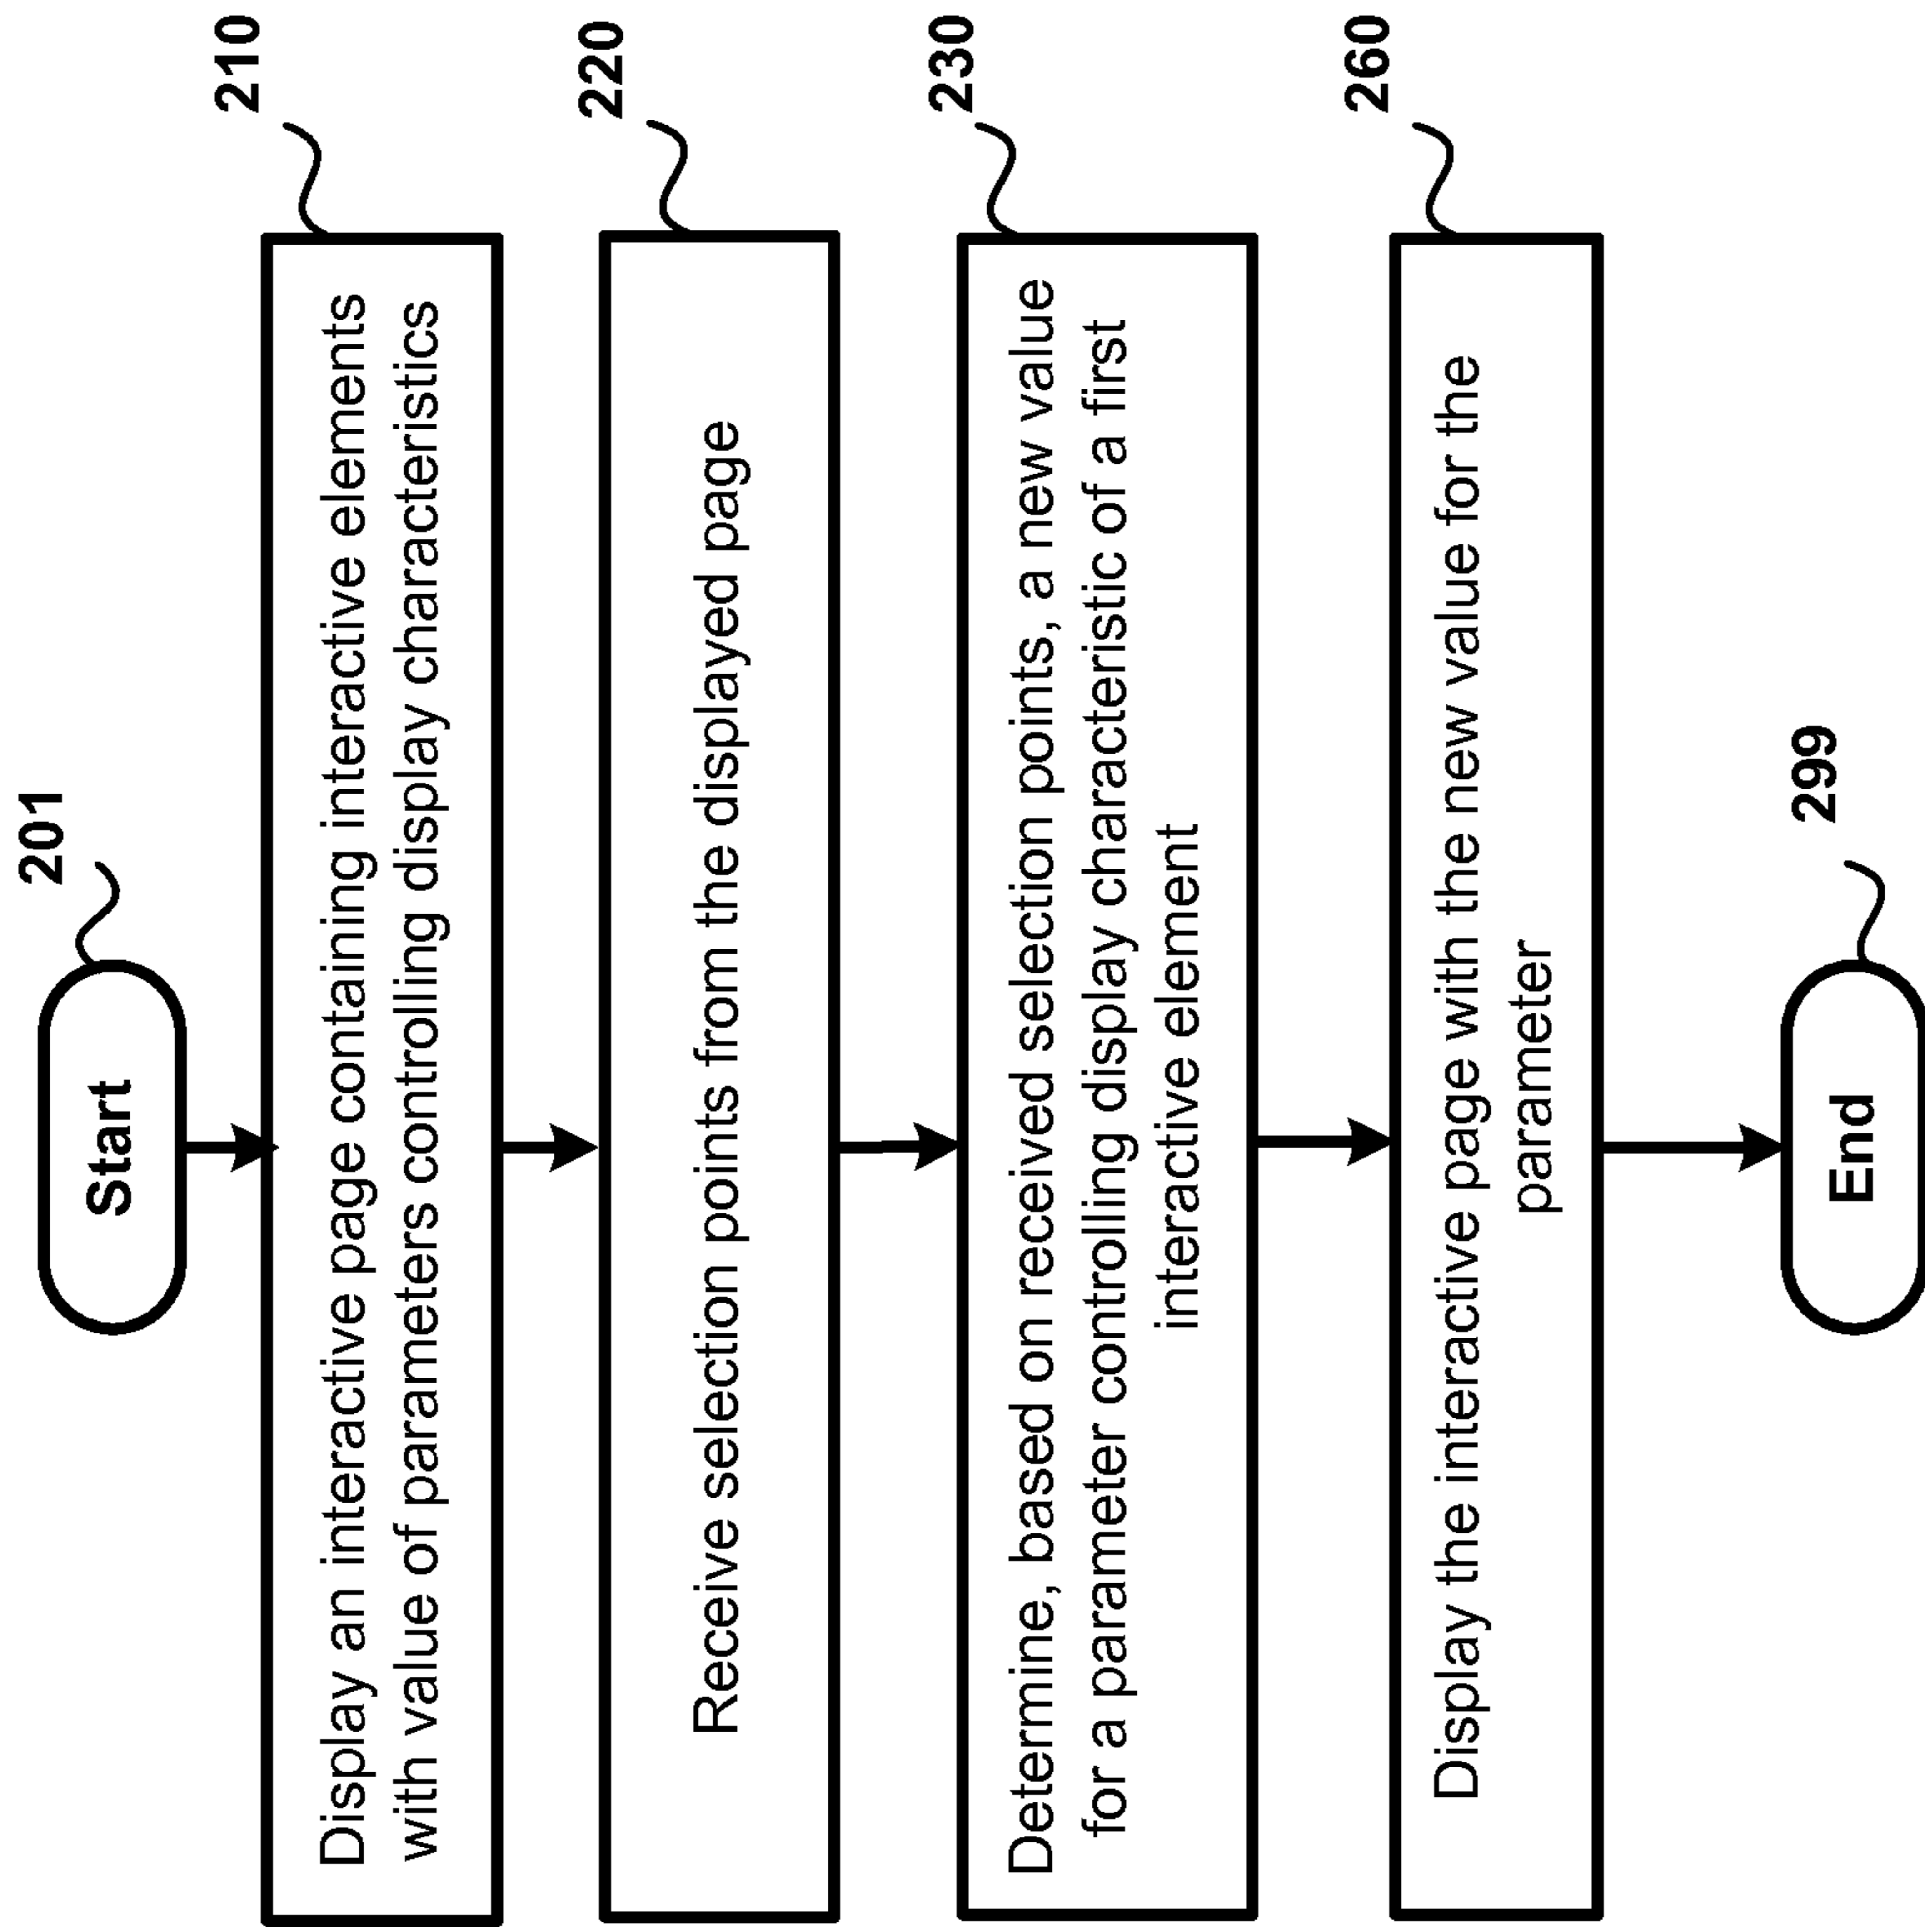 201
Start
210
Display an interactive page containing interactive elements
with value of parameters controlling display characteristics
220
Receive selection points from the displayed page
230
Determine, based on received selection points, a new value
for a parameter controlling display characteristic of a first
interactive element
260
Display the interactive page with the new value for the
parameter
299
End